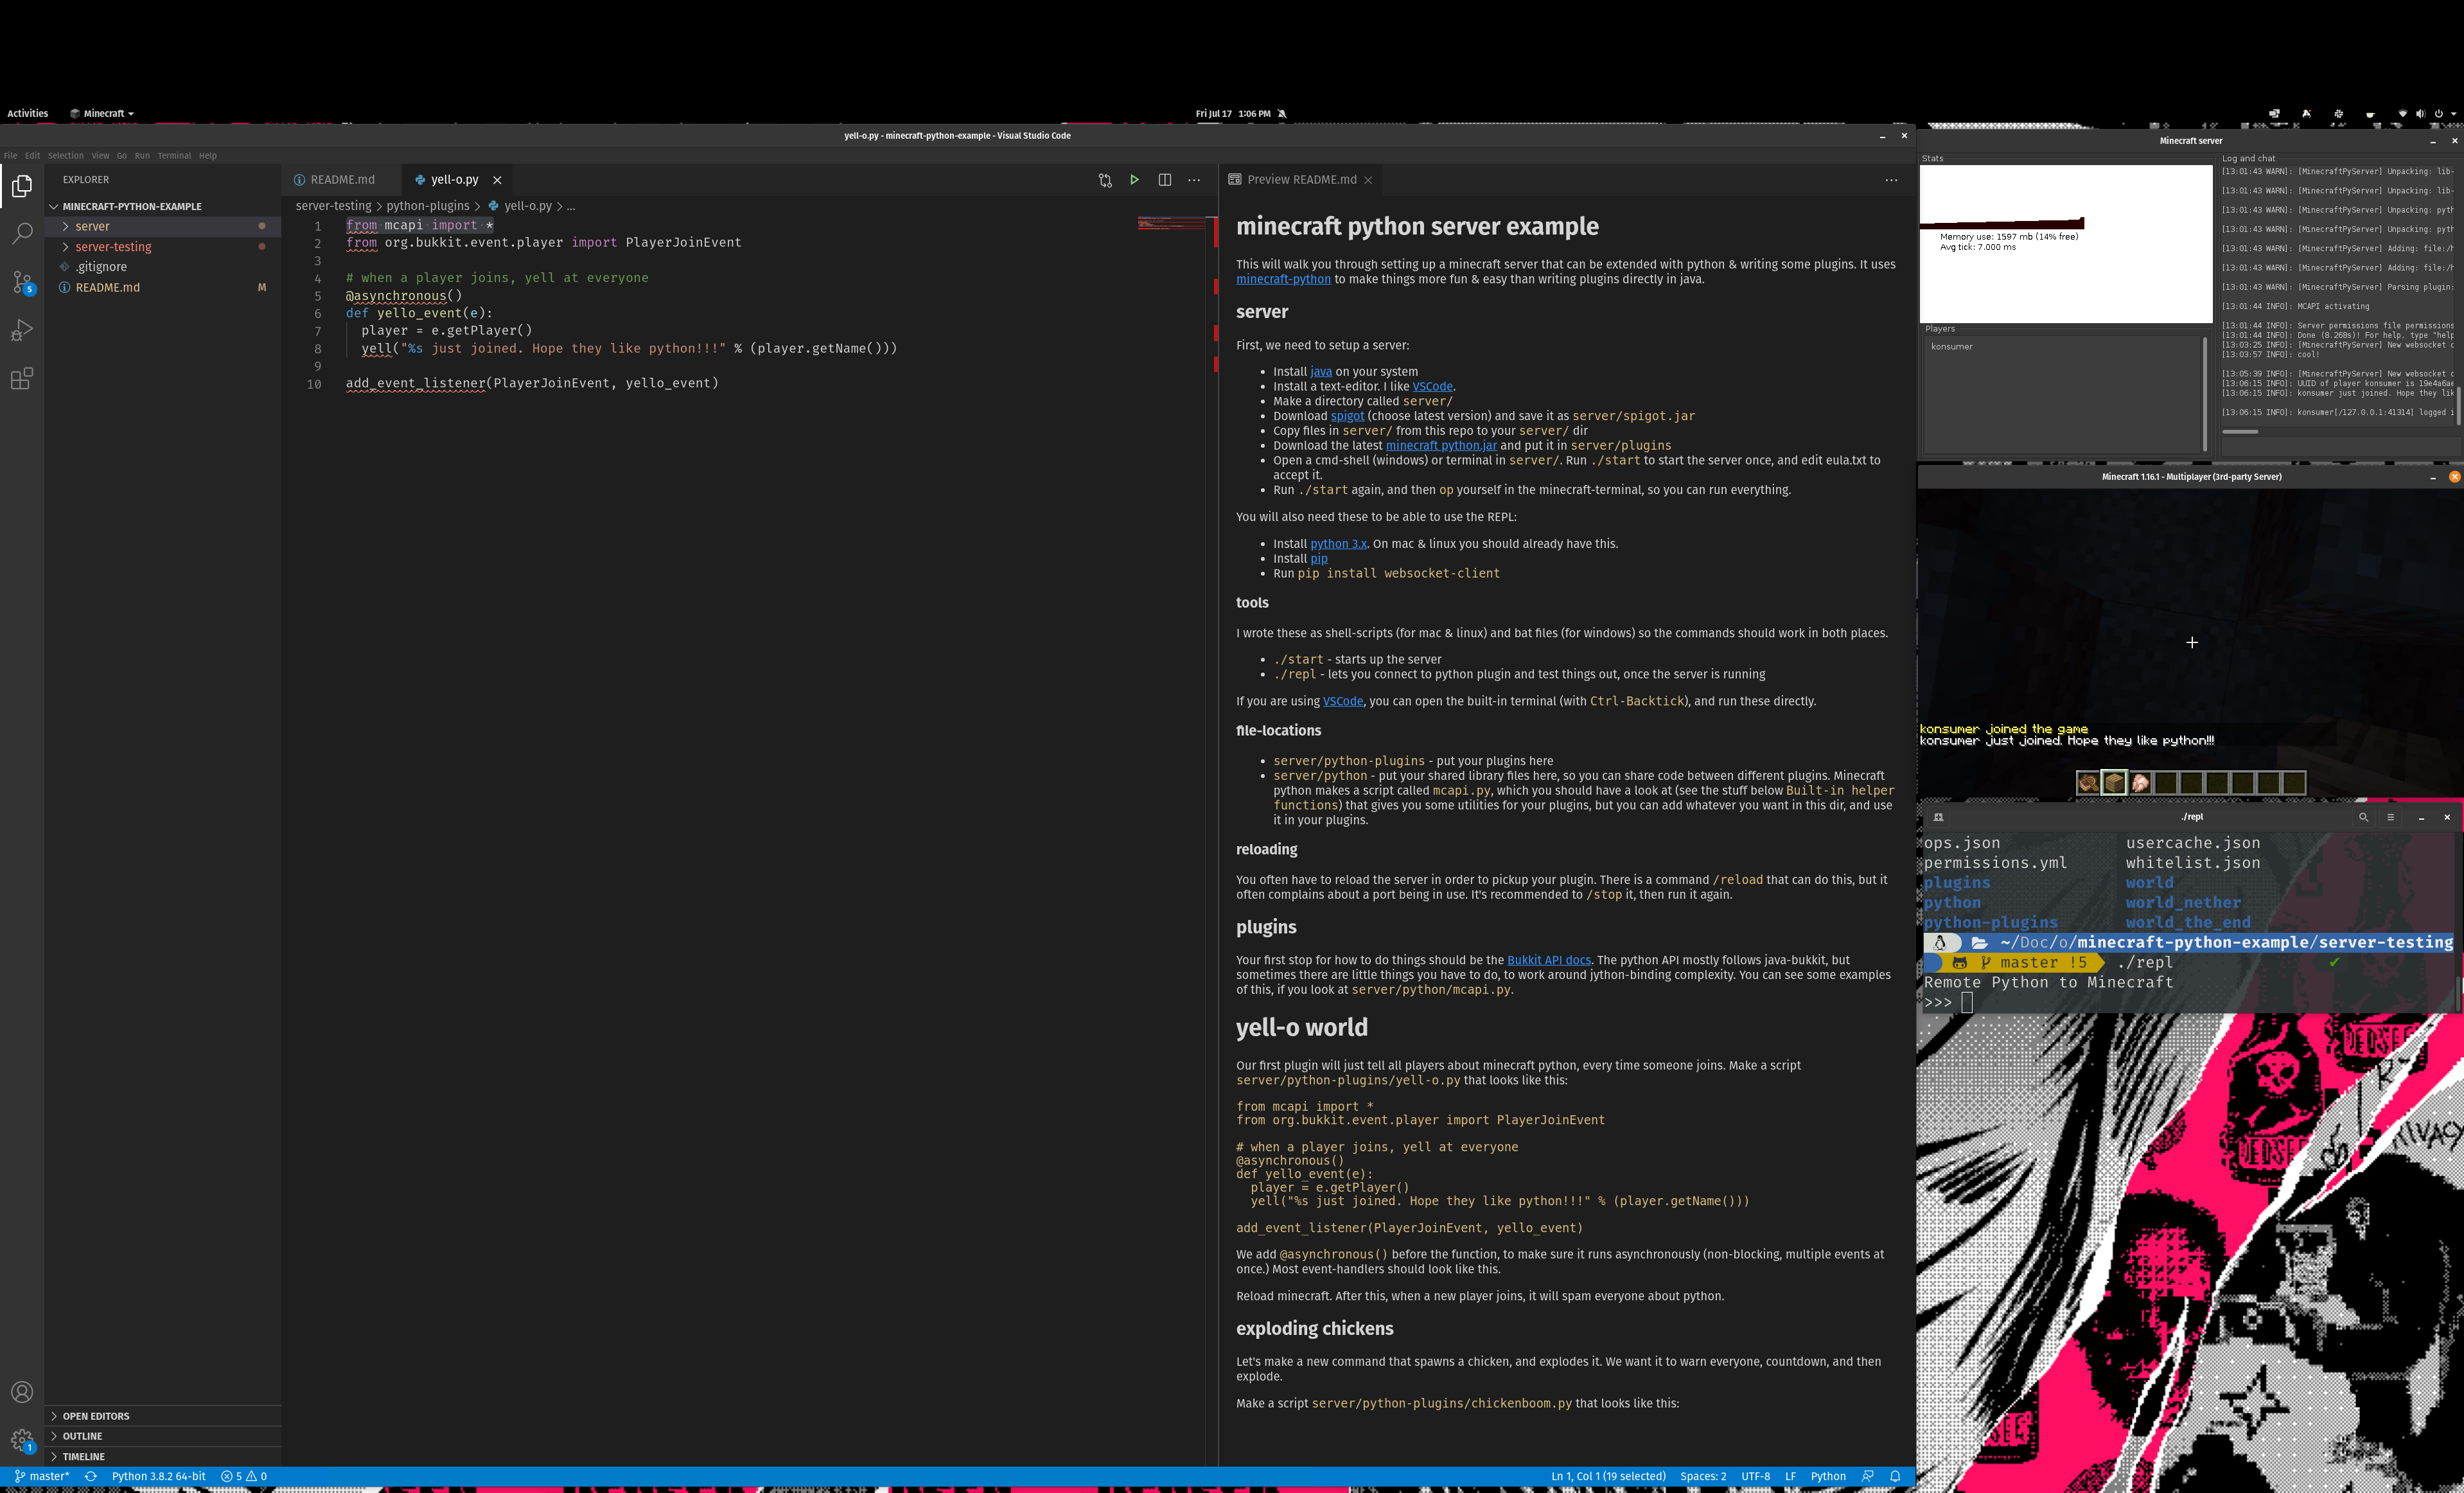 Activities Minecraft Fri Jul 17 1:06 PM
yell-o.py - minecraft-python-example - Visual Studio Code
File Edit Selection View Go Run Terminal Help
EXPLORER
MINECRAFT-PYTHON-EXAMPLE
server
server-testing
.gitignore
README.md M
5
OPEN EDITORS
OUTLINE
TIMELINE
1
README.md yell-o.py
server-testing > python-plugins > yell-o.py > ...
1 from mcapi import *
2 from org.bukkit.event.player import PlayerJoinEvent
3
4 # when a player joins, yell at everyone
5 @asynchronous()
6 def yello_event(e):
7 player = e.getPlayer()
8 yell("%s just joined. Hope they like python!!!" % (player.getName()))
9
10 add_event_listener(PlayerJoinEvent, yello_event)
Preview README.md
minecraft python server example
This will walk you through setting up a minecraft server that can be extended with python & writing some plugins. It uses
minecraft-python to make things more fun & easy than writing plugins directly in java.
server
First, we need to setup a server:
• Install java on your system
• Install a text-editor. I like VSCode.
• Make a directory called server/
• Download spigot (choose latest version) and save it as server/spigot.jar
• Copy files in server/ from this repo to your server/ dir
• Download the latest minecraft python.jar and put it in server/plugins
• Open a cmd-shell (windows) or terminal in server/. Run ./start to start the server once, and edit eula.txt to
accept it.
• Run ./start again, and then op yourself in the minecraft-terminal, so you can run everything.
You will also need these to be able to use the REPL:
• Install python 3.x. On mac & linux you should already have this.
• Install pip
• Run pip install websocket-client
tools
I wrote these as shell-scripts (for mac & linux) and bat files (for windows) so the commands should work in both places.
• ./start - starts up the server
• ./repl - lets you connect to python plugin and test things out, once the server is running
If you are using VSCode, you can open the built-in terminal (with Ctrl-Backtick), and run these directly.
file-locations
• server/python-plugins - put your plugins here
• server/python - put your shared library files here, so you can share code between different plugins. Minecraft
python makes a script called mcapi.py, which you should have a look at (see the stuff below Built-in helper
functions) that gives you some utilities for your plugins, but you can add whatever you want in this dir, and use
it in your plugins.
reloading
You often have to reload the server in order to pickup your plugin. There is a command /reload that can do this, but it
often complains about a port being in use. It's recommended to /stop it, then run it again.
plugins
Your first stop for how to do things should be the Bukkit API docs. The python API mostly follows java-bukkit, but
sometimes there are little things you have to do, to work around jython-binding complexity. You can see some examples
of this, if you look at server/python/mcapi.py.
yell-o world
Our first plugin will just tell all players about minecraft python, every time someone joins. Make a script
server/python-plugins/yell-o.py that looks like this:
from mcapi import *
from org.bukkit.event.player import PlayerJoinEvent
# when a player joins, yell at everyone
@asynchronous()
def yello_event(e):
player = e.getPlayer()
yell("%s just joined. Hope they like python!!!" % (player.getName()))
add_event_listener(PlayerJoinEvent, yello_event)
We add @asynchronous() before the function, to make sure it runs asynchronously (non-blocking, multiple events at
once.) Most event-handlers should look like this.
Reload minecraft. After this, when a new player joins, it will spam everyone about python.
exploding chickens
Let's make a new command that spawns a chicken, and explodes it. We want it to warn everyone, countdown, and then
explode.
Make a script server/python-plugins/chickenboom.py that looks like this:
master* Python 3.8.2 64-bit 5 0 Ln 1, Col 1 (19 selected) Spaces: 2 UTF-8 LF Python
Minecraft server
Stats
Memory use: 1597 mb (14% free)
Avg tick: 7.000 ms
Players
konsumer
Log and chat
[13:01:43 WARN]: [MinecraftPyServer] Unpacking: lib-
[13:01:43 WARN]: [MinecraftPyServer] Unpacking: lib-
[13:01:43 WARN]: [MinecraftPyServer] Unpacking: pyth
[13:01:43 WARN]: [MinecraftPyServer] Unpacking: pyth
[13:01:43 WARN]: [MinecraftPyServer] Adding: file:/h
[13:01:43 WARN]: [MinecraftPyServer] Adding: file:/h
[13:01:43 WARN]: [MinecraftPyServer] Parsing plugin:
[13:01:44 INFO]: MCAPI activating
[13:01:44 INFO]: Server permissions file permissions
[13:01:44 INFO]: Done (8.268s)! For help, type "help
[13:03:25 INFO]: [MinecraftPyServer] New websocket c
[13:03:57 INFO]: cool!
[13:05:39 INFO]: [MinecraftPyServer] New websocket c
[13:06:15 INFO]: UUID of player konsumer is 19e4a6ae
[13:06:15 INFO]: konsumer just joined. Hope they lik
[13:06:15 INFO]: konsumer[/127.0.0.1:41314] logged i
Minecraft 1.16.1 - Multiplayer (3rd-party Server)
konsumer joined the game
konsumer just joined. Hope they like python!!!
./repl
ops.json usercache.json
permissions.yml whitelist.json
plugins world
python world_nether
python-plugins world_the_end
~/Doc/o/minecraft-python-example/server-testing
master !5 ./repl ✔
Remote Python to Minecraft
>>>
DEDSEC